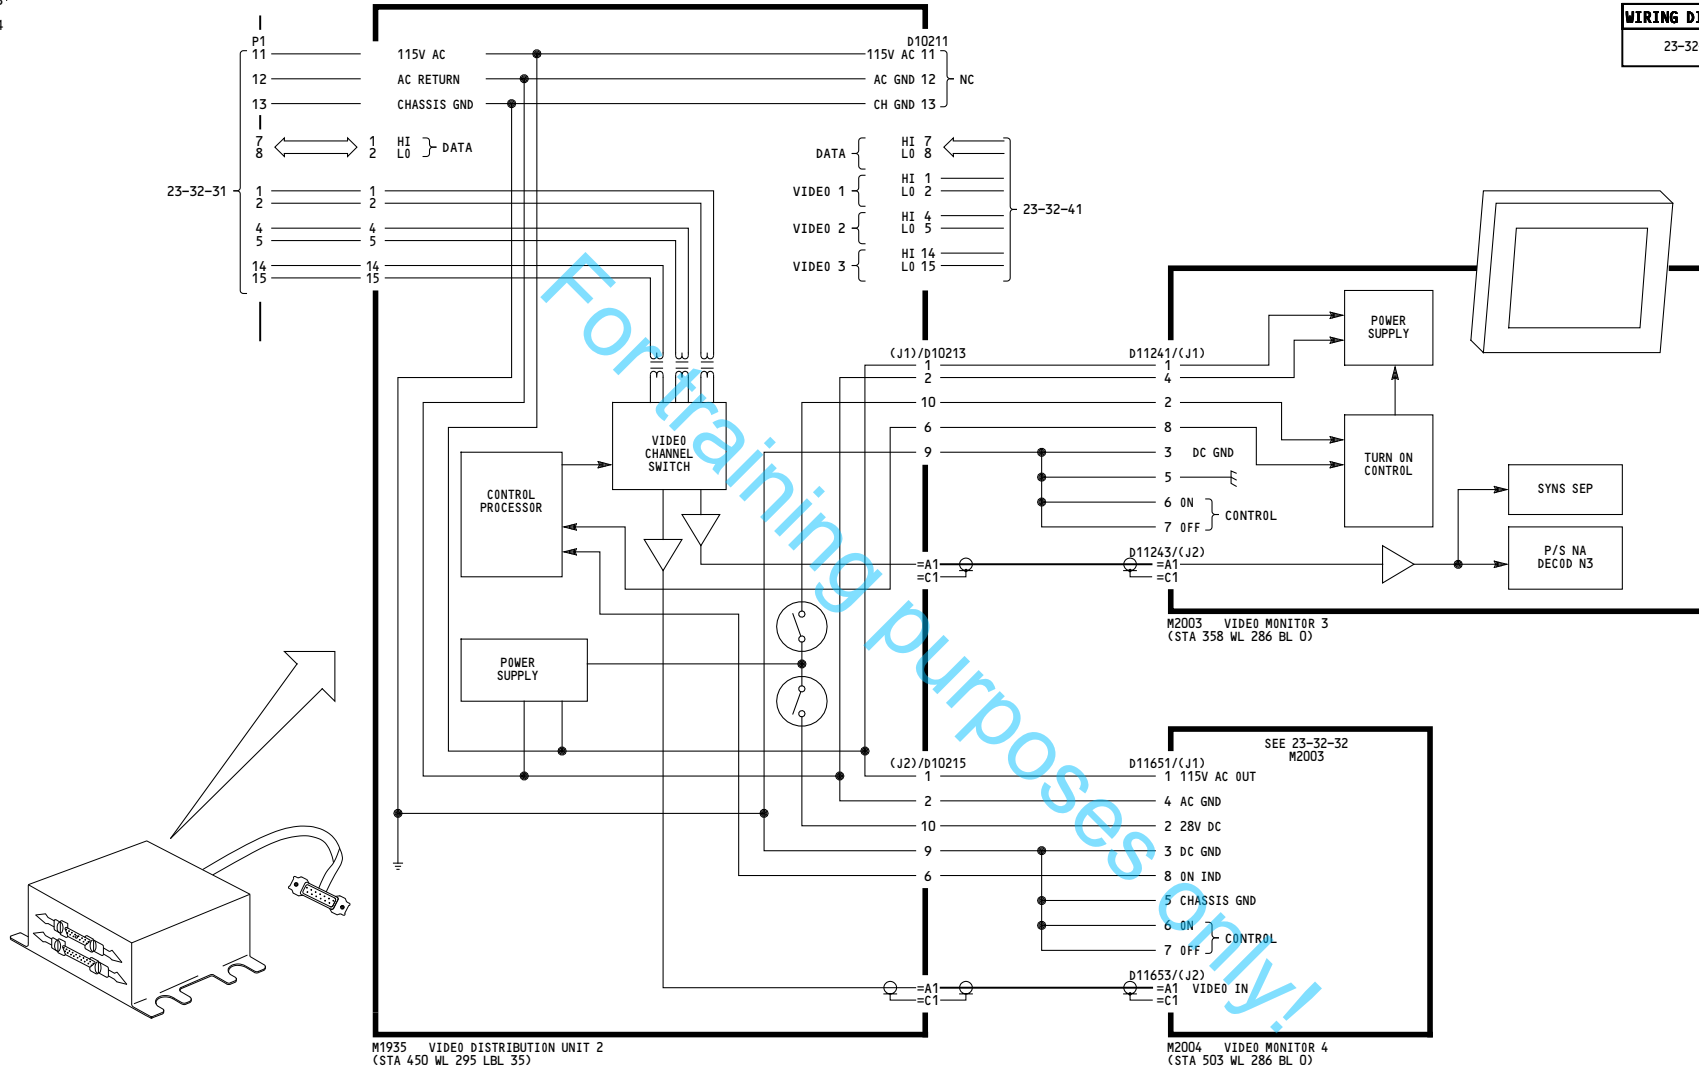 WIRING DI
23-32
P1
11 115V AC 115V AC 11
D10211
12 AC RETURN AC GND 12 NC
13 CHASSIS GND CH GND 13
7 1 HI DATA
8 2 LO
DATA HI 7
LO 8
23-32-31
1 1
2 2
4 4
5 5
14 14
15 15
VIDEO 1 HI 1
LO 2
VIDEO 2 HI 4
LO 5
VIDEO 3 HI 14
LO 15
23-32-41
VIDEO
CHANNEL
SWITCH
CONTROL
PROCESSOR
POWER
SUPPLY
(J1)/D10213
1
2
10
6
9
=A1
=C1
D11241/(J1)
1
4
2
8
3 DC GND
5
6 ON
7 OFF
CONTROL
D11243/(J2)
=A1
=C1
POWER
SUPPLY
TURN ON
CONTROL
SYNS SEP
P/S NA
DECOD N3
M2003 VIDEO MONITOR 3
(STA 358 WL 286 BL 0)
(J2)/D10215
1
2
10
9
6
=A1
=C1
SEE 23-32-32
M2003
D11651/(J1)
1 115V AC OUT
4 AC GND
2 28V DC
3 DC GND
8 ON IND
5 CHASSIS GND
6 ON
7 OFF
CONTROL
D11653/(J2)
=A1 VIDEO IN
=C1
M1935 VIDEO DISTRIBUTION UNIT 2
(STA 450 WL 295 LBL 35)
M2004 VIDEO MONITOR 4
(STA 503 WL 286 BL 0)
For training purposes only!